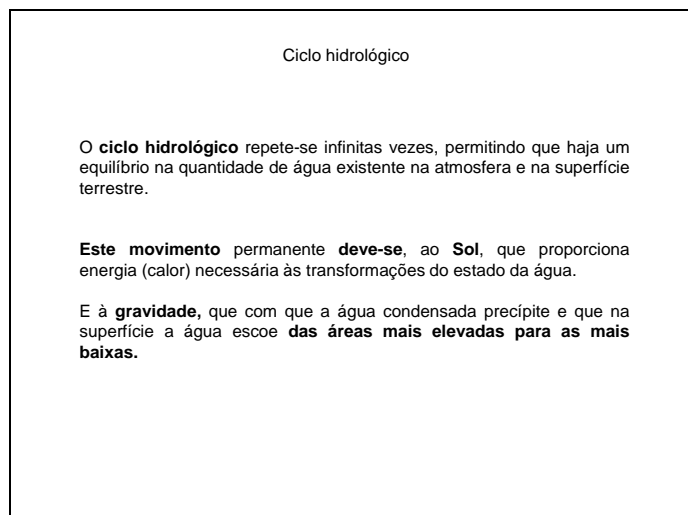 Ciclo hidrológico
O ciclo hidrológico repete-se infinitas vezes, permitindo que haja um
equilíbrio na quantidade de água existente na atmosfera e na superfície
terrestre.
Este movimento permanente deve-se, ao Sol, que proporciona
energia (calor) necessária às transformações do estado da água.
E à gravidade, que com que a água condensada precípite e que na
superfície a água escoe das áreas mais elevadas para as mais
baixas.